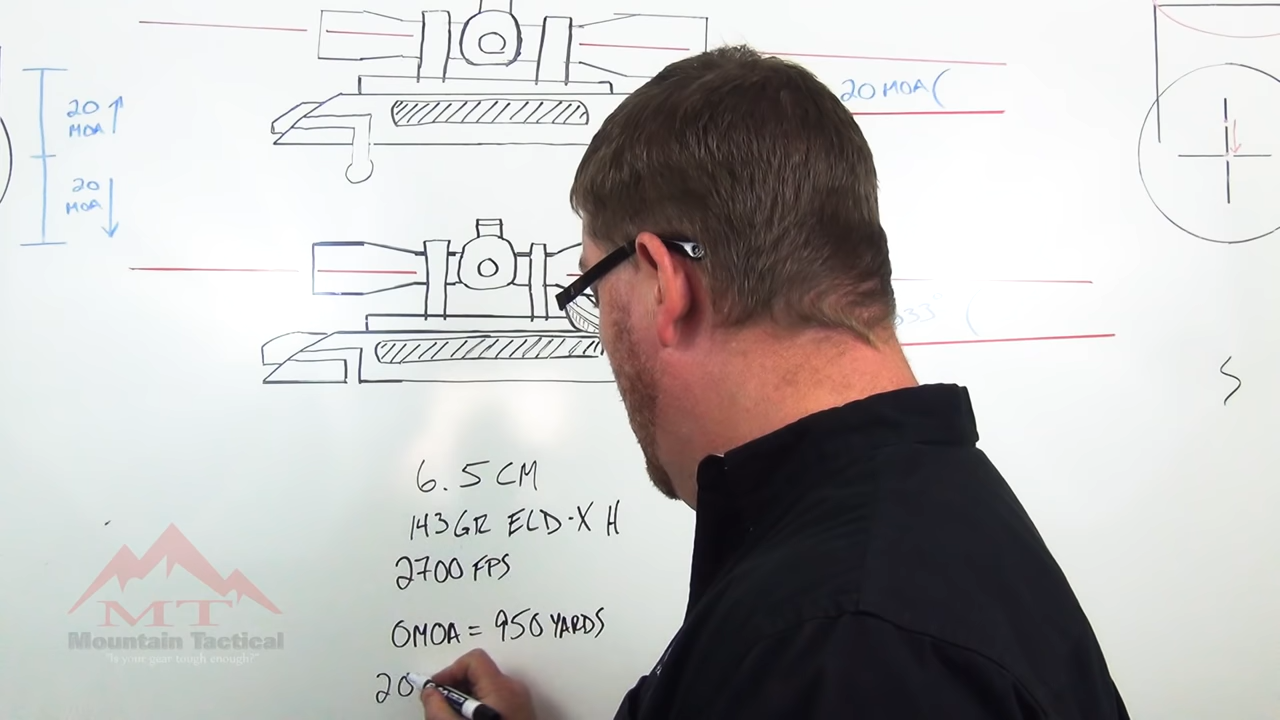 20 MOA ↑
20 MOA ↓
20 MOA (
6.5 CM
143GR ELD-X H
2700 FPS
0MOA = 950 YARDS
20
S
MT
Mountain Tactical
"Is your gear tough enough?"